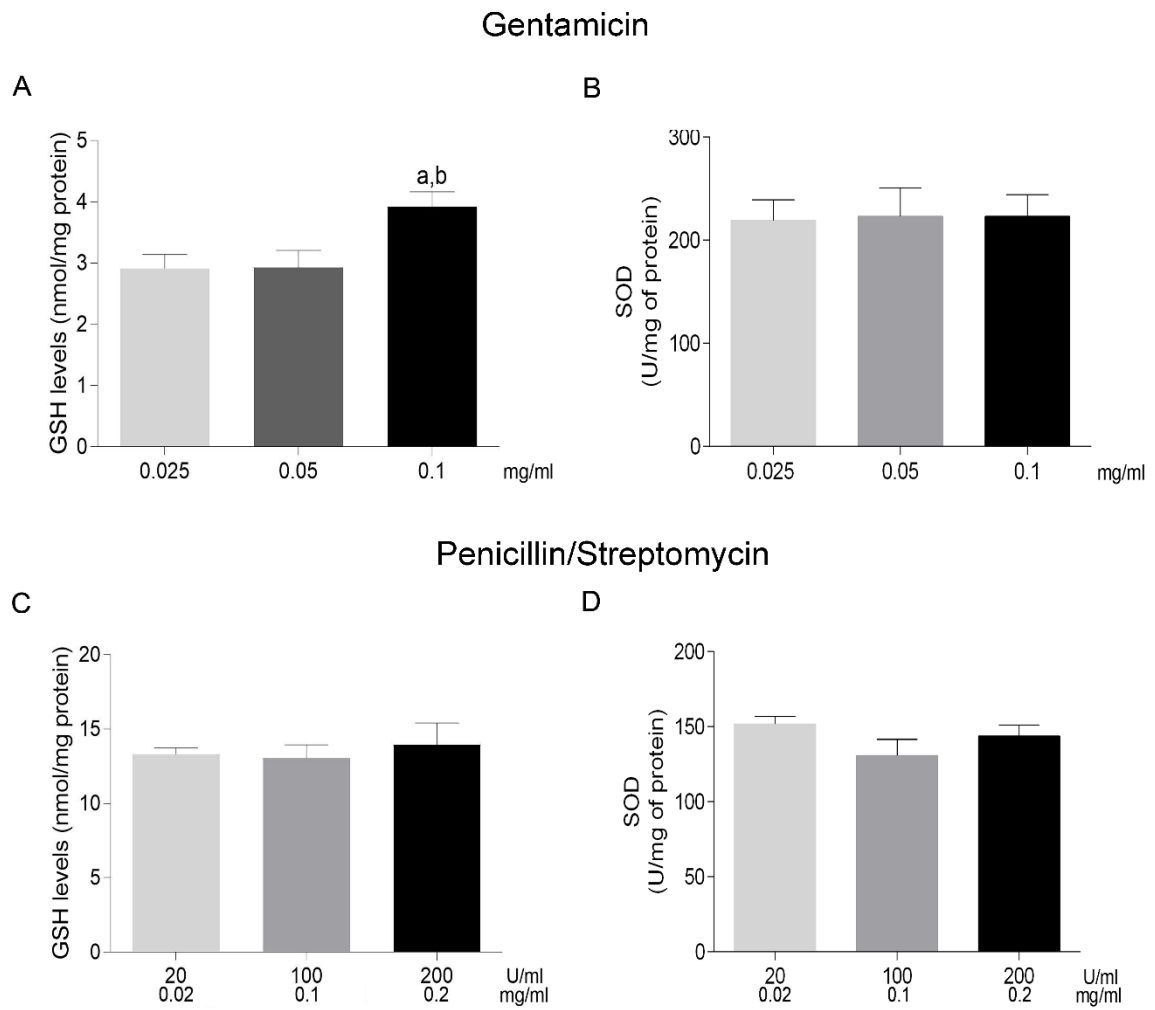 Gentamicin
A
GSH levels (nmol/mg protein)
5
4
3
2
1
0
a,b
0.025 0.05 0.1 mg/ml
B
SOD
(U/mg of protein)
300
200
100
0
0.025 0.05 0.1 mg/ml
Penicillin/Streptomycin
C
GSH levels (nmol/mg protein)
20
15
10
5
0
20 100 200 U/ml
0.02 0.1 0.2 mg/ml
D
SOD
(U/mg of protein)
200
150
100
50
0
20 100 200 U/ml
0.02 0.1 0.2 mg/ml